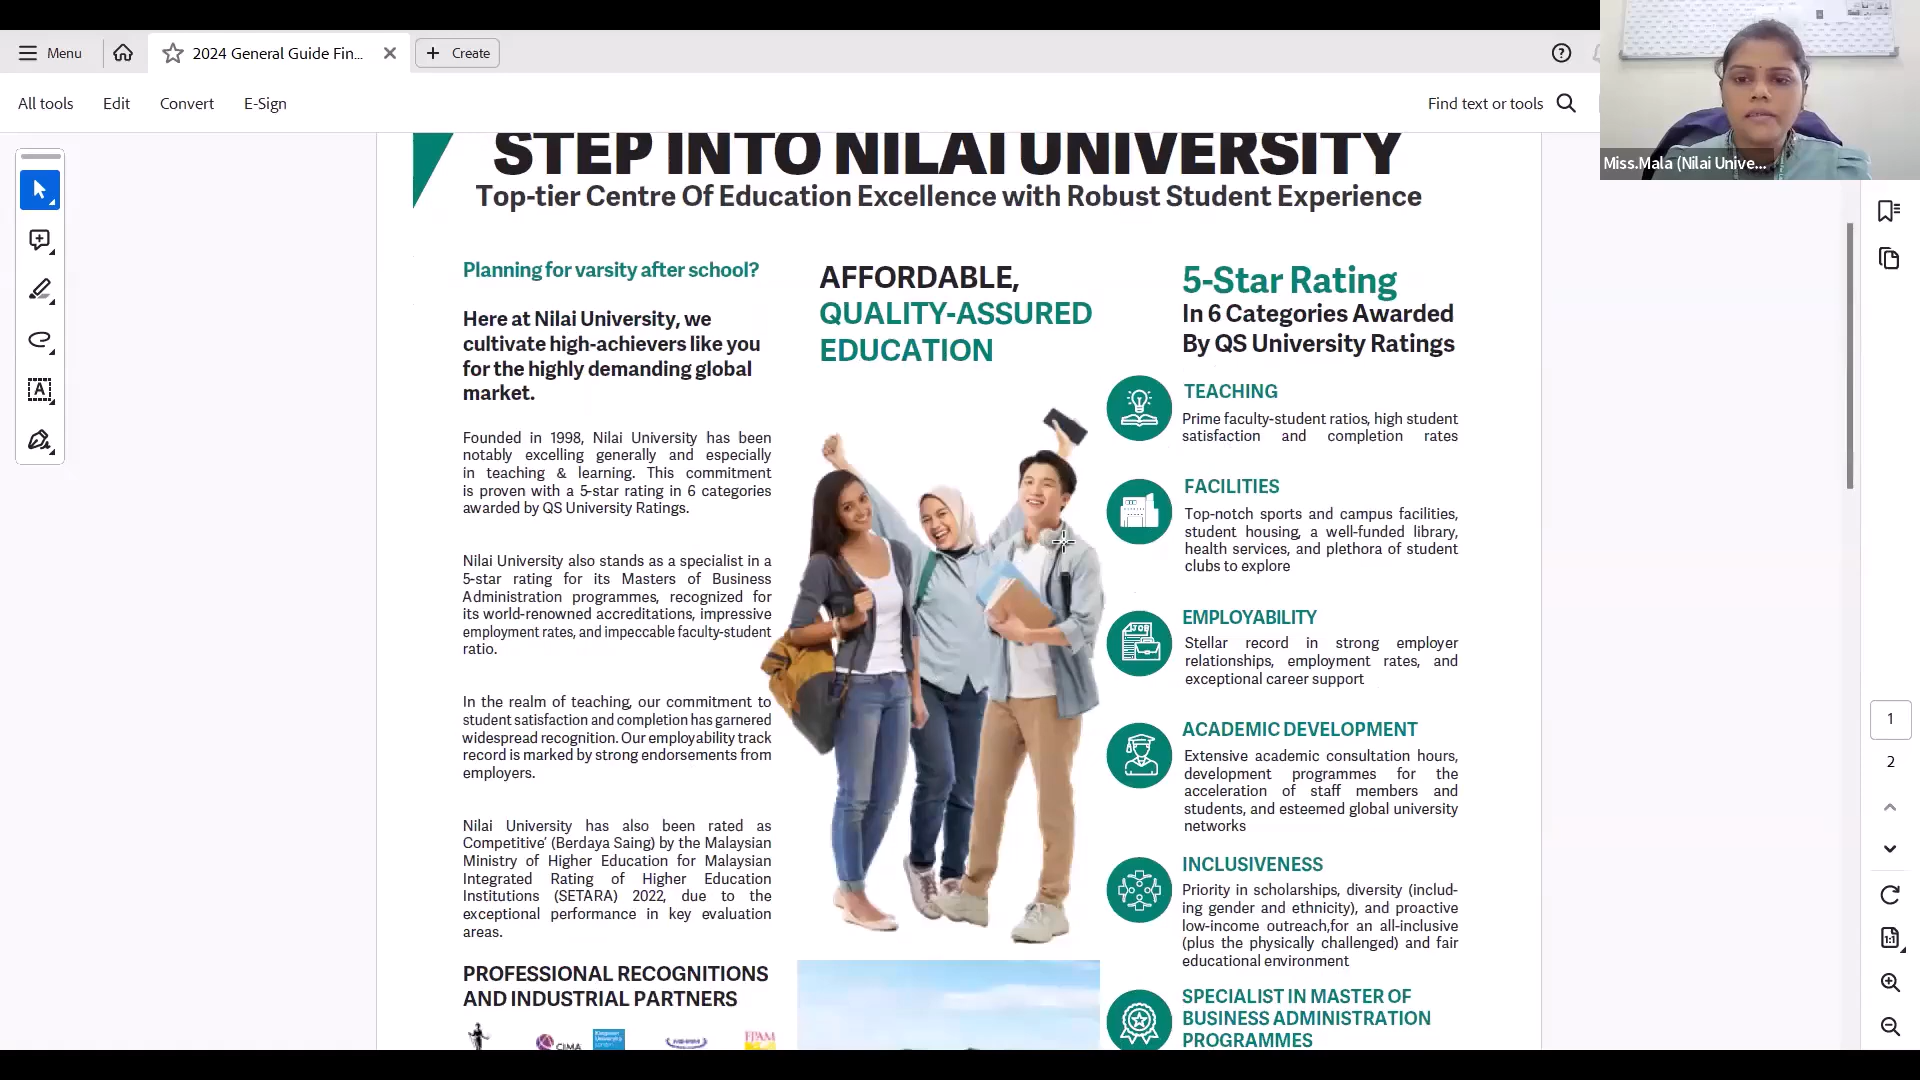 Menu
2024 General Guide Fin...
Create
All tools
Edit
Convert
E-Sign
Find text or tools
Miss.Mala (Nilai Unive...
STEP INTO NILAI UNIVERSITY
Top-tier Centre Of Education Excellence with Robust Student Experience
Planning for varsity after school?
Here at Nilai University, we
cultivate high-achievers like you
for the highly demanding global
market.
Founded in 1998, Nilai University has been
notably excelling generally and especially
in teaching & learning. This commitment
is proven with a 5-star rating in 6 categories
awarded by QS University Ratings.
Nilai University also stands as a specialist in a
5-star rating for its Masters of Business
Administration programmes, recognized for
its world-renowned accreditations, impressive
employment rates, and impeccable faculty-student
ratio.
In the realm of teaching, our commitment to
student satisfaction and completion has garnered
widespread recognition. Our employability track
record is marked by strong endorsements from
employers.
Nilai University has also been rated as
Competitive’ (Berdaya Saing) by the Malaysian
Ministry of Higher Education for Malaysian
Integrated Rating of Higher Education
Institutions (SETARA) 2022, due to the
exceptional performance in key evaluation
areas.
PROFESSIONAL RECOGNITIONS
AND INDUSTRIAL PARTNERS
CIMA
FPAM
AFFORDABLE,
QUALITY-ASSURED
EDUCATION
5-Star Rating
In 6 Categories Awarded
By QS University Ratings
TEACHING
Prime faculty-student ratios, high student
satisfaction and completion rates
FACILITIES
Top-notch sports and campus facilities,
student housing, a well-funded library,
health services, and plethora of student
clubs to explore
JOB
EMPLOYABILITY
Stellar record in strong employer
relationships, employment rates, and
exceptional career support
ACADEMIC DEVELOPMENT
Extensive academic consultation hours,
development programmes for the
acceleration of staff members and
students, and esteemed global university
networks
INCLUSIVENESS
Priority in scholarships, diversity (includ-
ing gender and ethnicity), and proactive
low-income outreach,for an all-inclusive
(plus the physically challenged) and fair
educational environment
SPECIALIST IN MASTER OF
BUSINESS ADMINISTRATION
PROGRAMMES
1
2
1:1